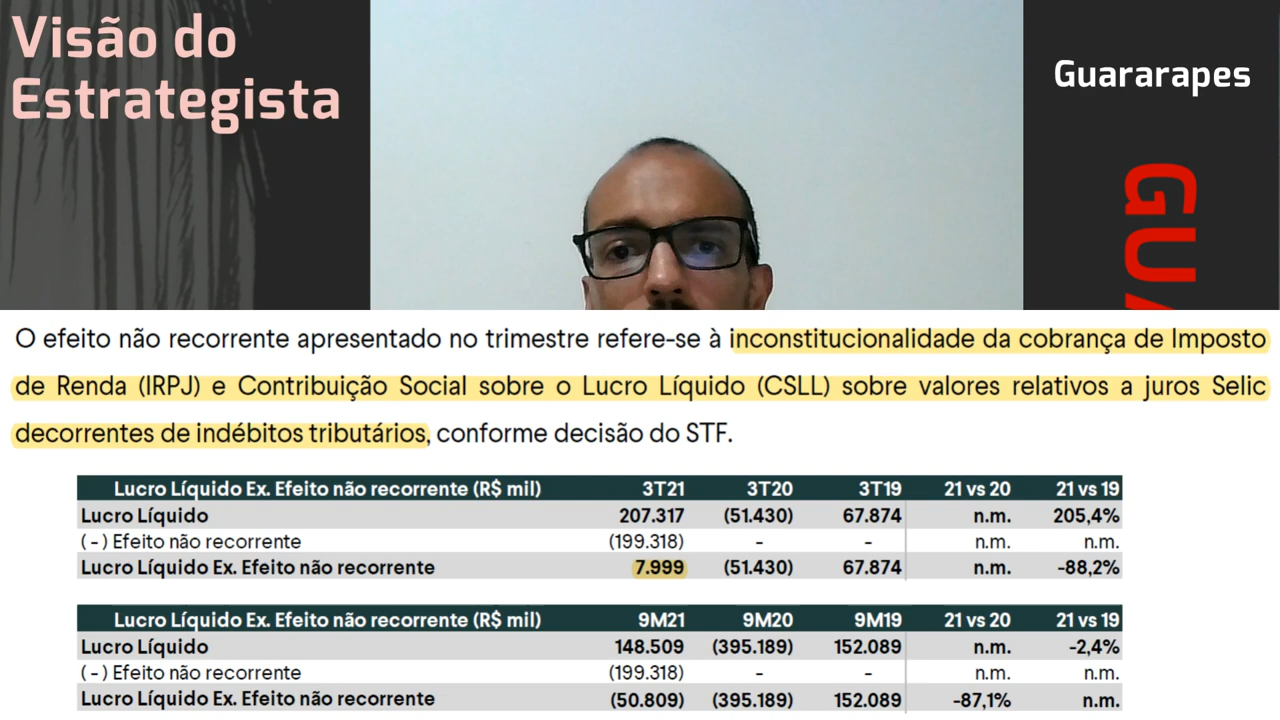 Visão do
Estrategista
Guararapes
GUA
O efeito não recorrente apresentado no trimestre refere-se à inconstitucionalidade da cobrança de Imposto
de Renda (IRPJ) e Contribuição Social sobre o Lucro Líquido (CSLL) sobre valores relativos a juros Selic
decorrentes de indébitos tributários, conforme decisão do STF.
Lucro Líquido Ex. Efeito não recorrente (R$ mil) 3T21 3T20 3T19 21 vs 20 21 vs 19
Lucro Líquido 207.317 (51.430) 67.874 n.m. 205,4%
( - ) Efeito não recorrente (199.318) - - n.m. n.m.
Lucro Líquido Ex. Efeito não recorrente 7.999 (51.430) 67.874 n.m. -88,2%
Lucro Líquido Ex. Efeito não recorrente (R$ mil) 9M21 9M20 9M19 21 vs 20 21 vs 19
Lucro Líquido 148.509 (395.189) 152.089 n.m. -2,4%
( - ) Efeito não recorrente (199.318) - - n.m. n.m.
Lucro Líquido Ex. Efeito não recorrente (50.809) (395.189) 152.089 -87,1% n.m.